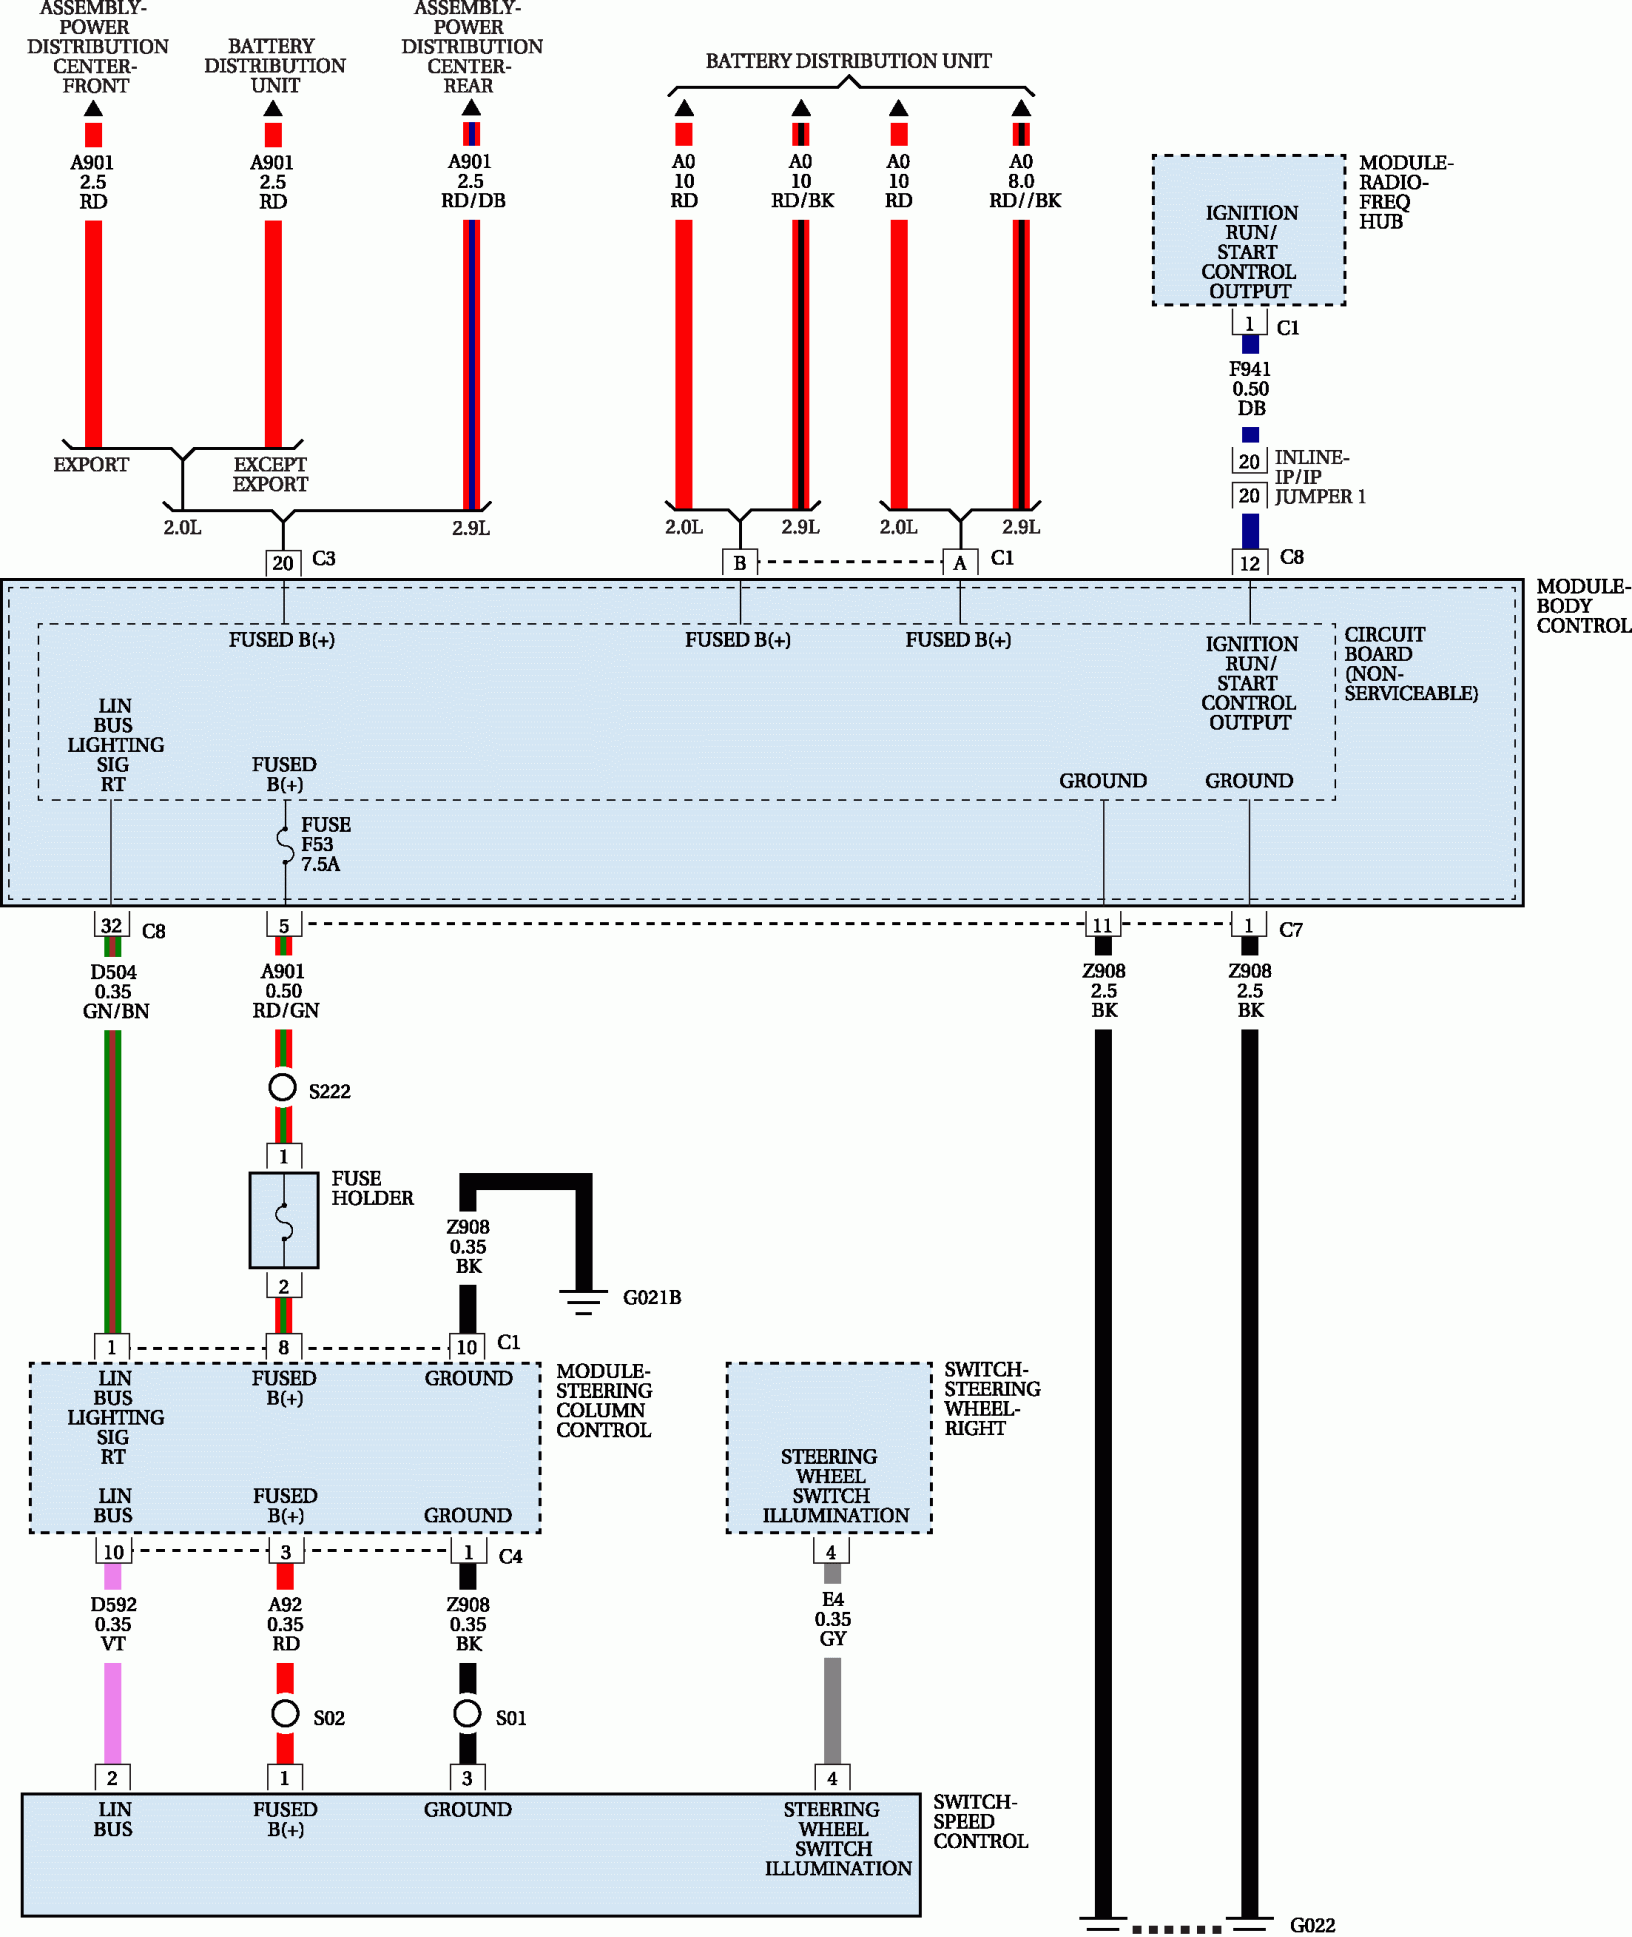 ASSEMBLY-
POWER
DISTRIBUTION
CENTER-
FRONT
BATTERY
DISTRIBUTION
UNIT
ASSEMBLY-
POWER
DISTRIBUTION
CENTER-
REAR
BATTERY DISTRIBUTION UNIT
A901
2.5
RD
A901
2.5
RD
A901
2.5
RD/DB
A0
10
RD
A0
10
RD/BK
A0
10
RD
A0
8.0
RD//BK
IGNITION
RUN/
START
CONTROL
OUTPUT
MODULE-
RADIO-
FREQ
HUB
1
C1
F941
0.50
DB
20
20
INLINE-
IP/IP
JUMPER 1
EXPORT
EXCEPT
EXPORT
2.0L
2.9L
2.0L
2.9L
2.0L
2.9L
20
C3
B
A
C1
12
C8
MODULE-
BODY
CONTROL
FUSED B(+)
FUSED B(+)
FUSED B(+)
IGNITION
RUN/
START
CONTROL
OUTPUT
CIRCUIT
BOARD
(NON-
SERVICEABLE)
LIN
BUS
LIGHTING
SIG
RT
FUSED
B(+)
GROUND
GROUND
FUSE
F53
7.5A
32
C8
5
11
1
C7
D504
0.35
GN/BN
A901
0.50
RD/GN
Z908
2.5
BK
Z908
2.5
BK
S222
1
FUSE
HOLDER
2
Z908
0.35
BK
G021B
1
8
10
C1
LIN
BUS
LIGHTING
SIG
RT
FUSED
B(+)
GROUND
MODULE-
STEERING
COLUMN
CONTROL
LIN
BUS
FUSED
B(+)
GROUND
STEERING
WHEEL
SWITCH
ILLUMINATION
SWITCH-
STEERING
WHEEL-
RIGHT
10
3
1
C4
4
D592
0.35
VT
A92
0.35
RD
Z908
0.35
BK
E4
0.35
GY
S02
S01
2
1
3
4
LIN
BUS
FUSED
B(+)
GROUND
STEERING
WHEEL
SWITCH
ILLUMINATION
SWITCH-
SPEED
CONTROL
G022